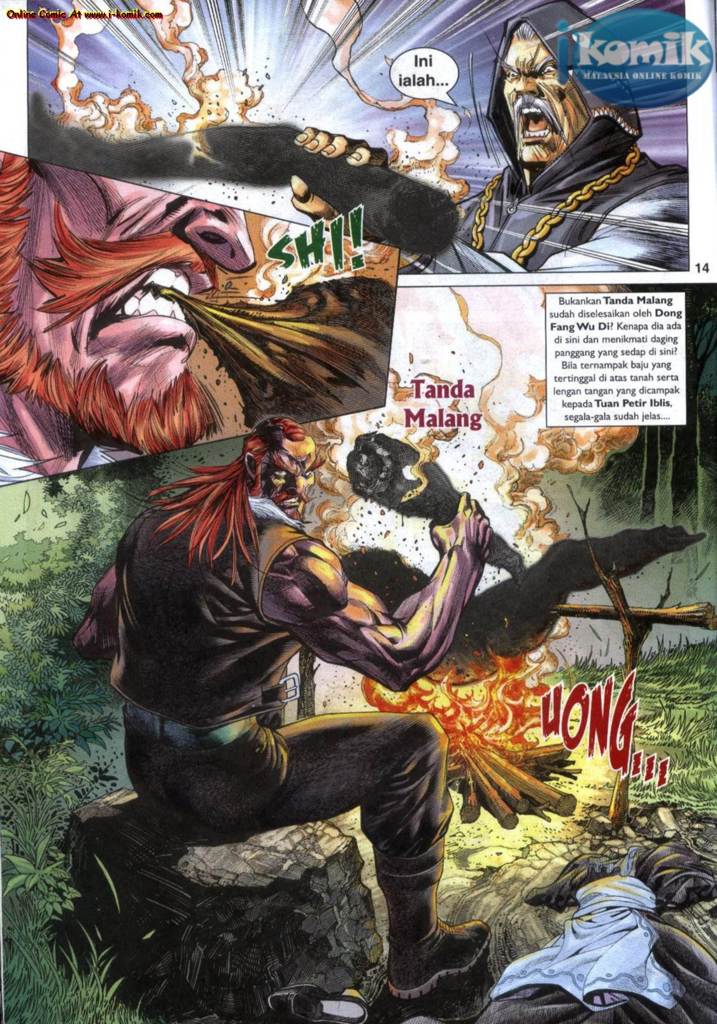 Online Comic At www.i-komik.com
ikomik
MALAYSIA ONLINE KOMIK
Ini
ialah...
14
SHI!!
Bukankan Tanda Malang
sudah diselesaikan oleh Dong
Fang Wu Di? Kenapa dia ada
di sini dan menikmati daging
panggang yang sedap di sini?
Bila ternampak baju yang
tertinggal di atas tanah serta
lengan tangan yang dicampak
kepada Tuan Petir Iblis,
segala-gala sudah jelas....
Tanda
Malang
UONG...